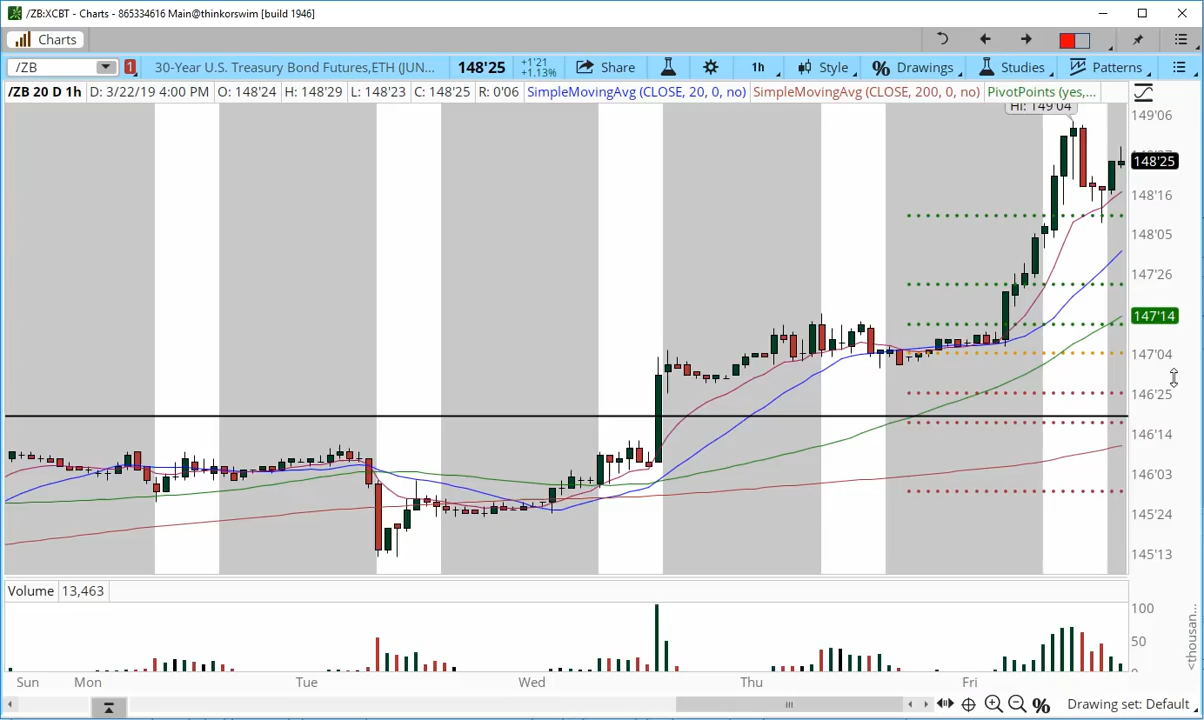 /ZB:XCBT - Charts - 865334616 Main@thinkorswim [build 1946]
Charts
/ZB 1 30-Year U.S. Treasury Bond Futures,ETH (JUN... 148'25 +1'21 +1.13% Share 1h Style % Drawings Studies Patterns
/ZB 20 D 1h D: 3/22/19 4:00 PM O: 148'24 H: 148'29 L: 148'23 C: 148'25 R: 0'06 SimpleMovingAvg (CLOSE, 20, 0, no) SimpleMovingAvg (CLOSE, 200, 0, no) PivotPoints (yes,...
Hi: 149'04
149'06
148'25
148'16
148'05
147'26
147'14
147'04
146'25
146'14
146'03
145'24
145'13
Volume 13,463
100
50
0
<thousan...
Sun Mon Tue Wed Thu Fri
% Drawing set: Default